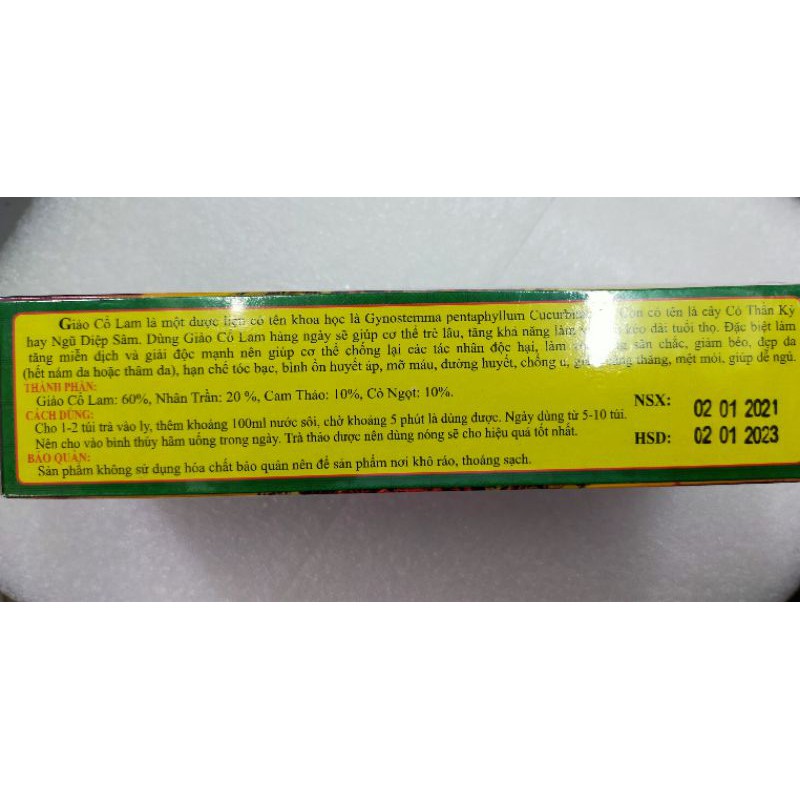 Giảo Cổ Lam là một dược liệu có tên khoa học là Gynostemma pentaphyllum Còn có tên là cây Cỏ Thần Kỳ
hay Ngũ Diệp Sâm. Dùng Giảo Cổ Lam hàng ngày sẽ giúp cơ thể trẻ lâu, tăng khả năng làm kéo dài tuổi thọ. Đặc biệt làm
tăng miễn dịch và giải độc mạnh nên giúp cơ thể chống lại các tác nhân độc hại, làm săn chắc, giảm béo, đẹp da
(hết nám da hoặc thâm da), hạn chế tóc bạc, bình ổn huyết áp, mỡ máu, đường huyết, chống u, thẳng, mệt mỏi, giúp dễ ngủ.
THÀNH PHẦN:
Giảo Cổ Lam: 60%, Nhân Trần: 20 %, Cam Thảo: 10%, Cỏ Ngọt: 10%.
CÁCH DÙNG:
Cho 1-2 túi trà vào ly, thêm khoảng 100ml nước sôi, chờ khoảng 5 phút là dùng được. Ngày dùng từ 5-10 túi.
Nên cho vào bình thủy hãm uống trong ngày. Trà thảo dược nên dùng nóng sẽ cho hiệu quả tốt nhất.
BẢO QUẢN:
Sản phẩm không sử dụng hóa chất bảo quản nên để sản phẩm nơi khô ráo, thoáng sạch.
NSX: 02 01 2021
HSD: 02 01 2023